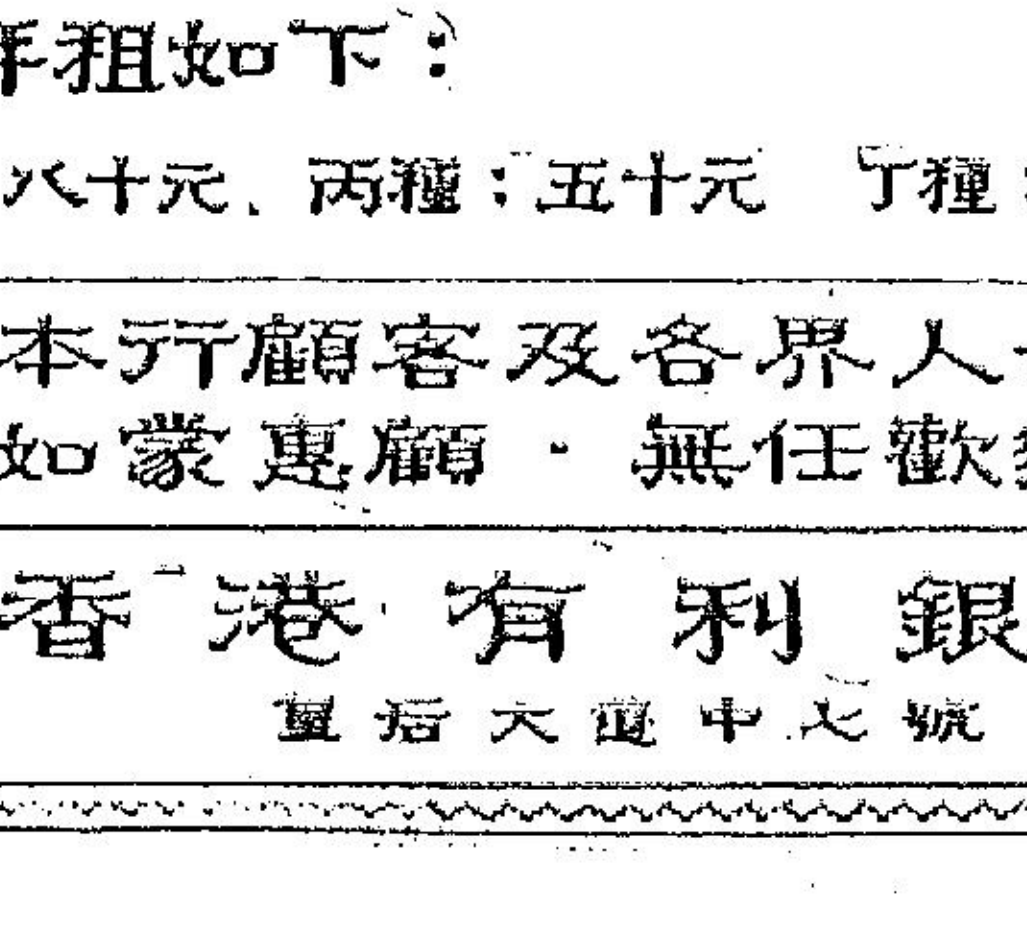 年租如下：
八十元、丙種；五十元 丁種：
本行顧客及各界人
如蒙惠顧·無任歡
香港有利銀
皇后大道中七號